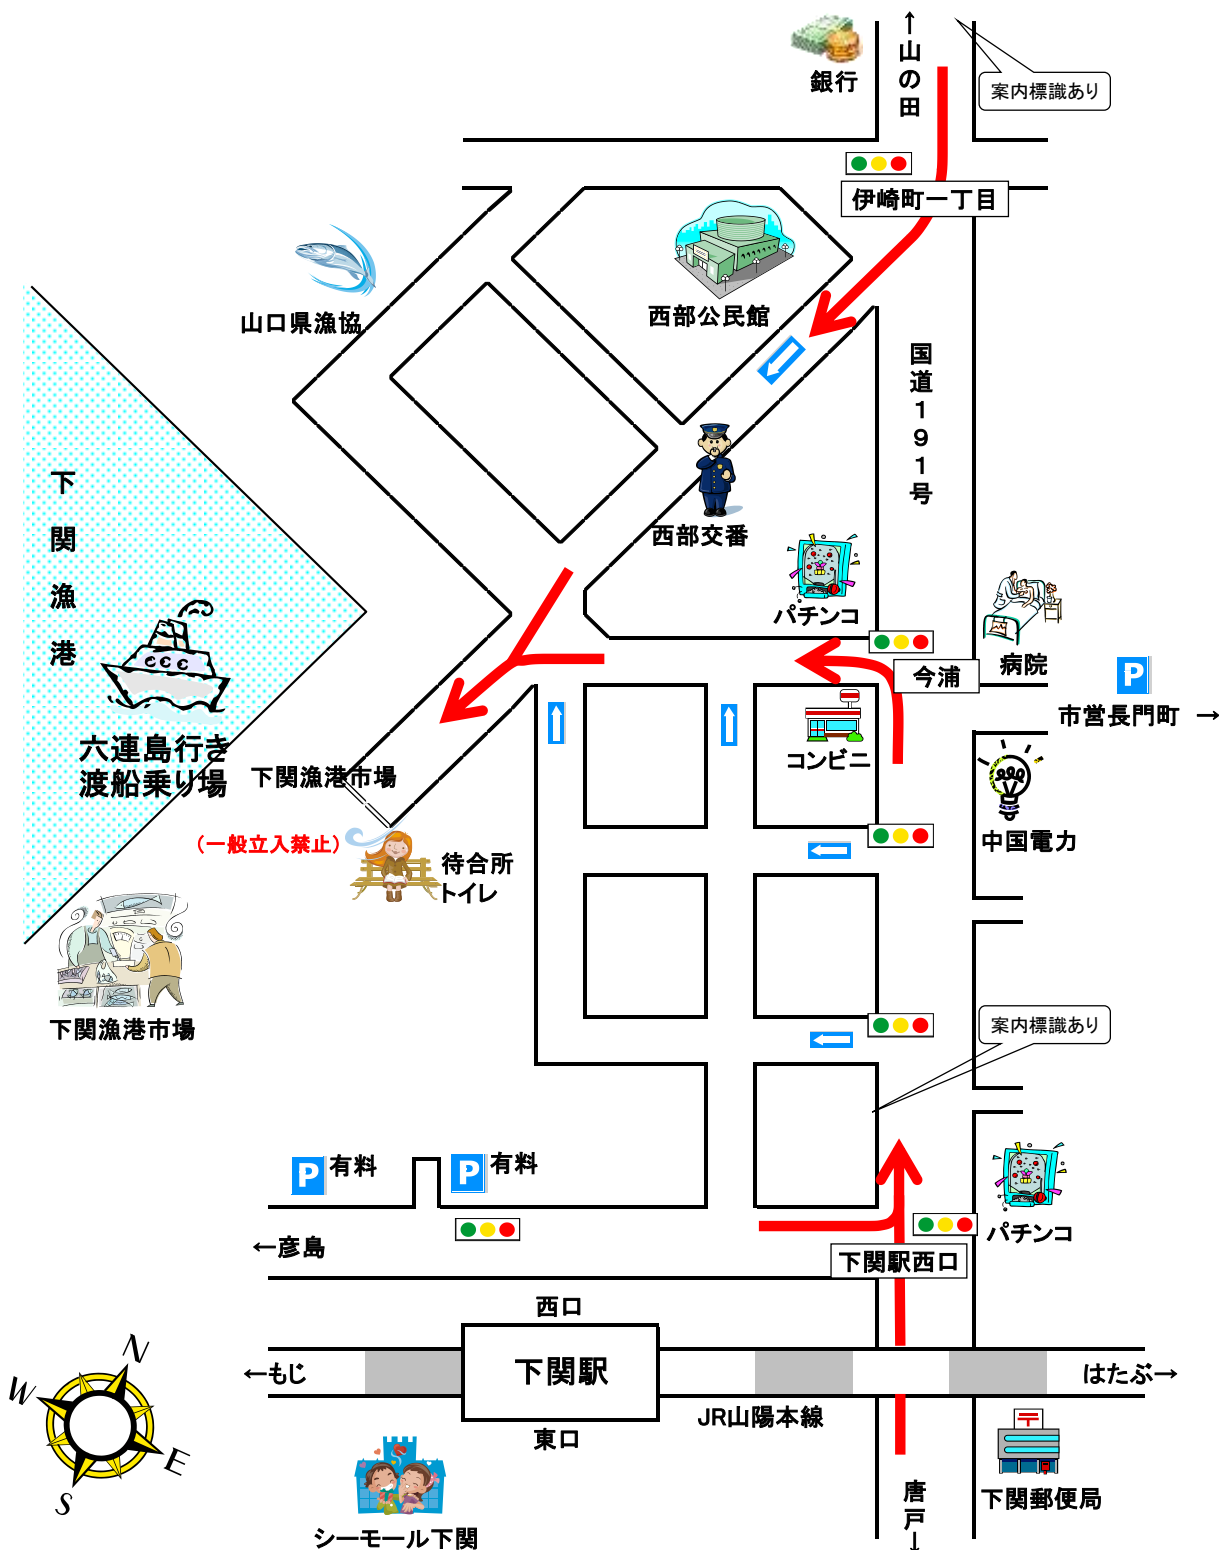 ↑山の田
案内標識あり
銀行
伊崎町一丁目
山口県漁協
西部公民館
国道191号
下関漁港
西部交番
パチンコ
病院
今浦
P
市営長門町 →
六連島行き
渡船乗り場
下関漁港市場
コンビニ
(一般立入禁止)
中国電力
待合所
トイレ
下関漁港市場
案内標識あり
P有料
P有料
パチンコ
←彦島
下関駅西口
西口
←もじ
下関駅
はたぶ→
東口
JR山陽本線
N
W
E
S
〒
下関郵便局
唐戸↓
シーモール下関